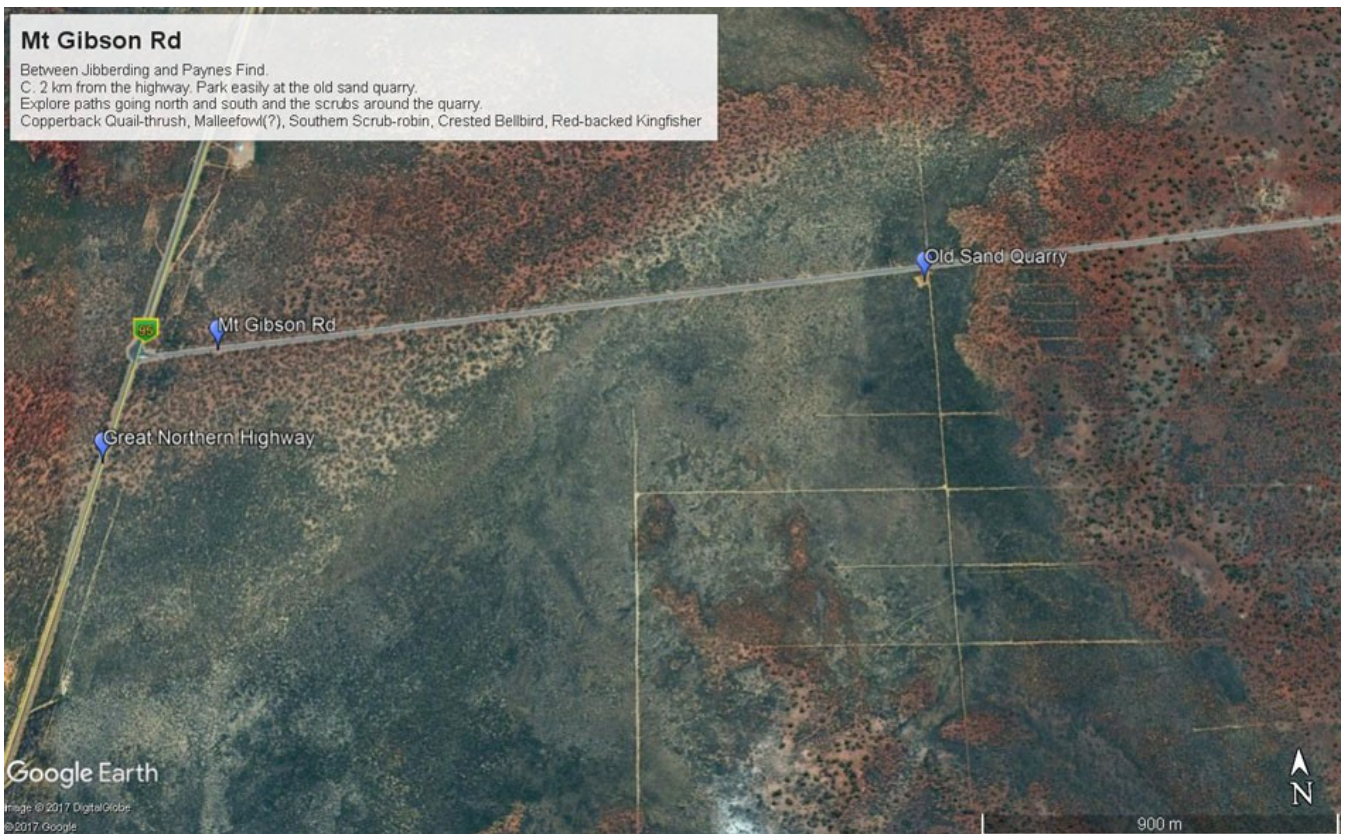 Mt Gibson Rd
Between Jibberding and Paynes Find.
C. 2 km from the highway. Park easily at the old sand quarry.
Explore paths going north and south and the scrubs around the quarry.
Copperback Quail-thrush, Malleefowl(?), Southern Scrub-robin, Crested Bellbird, Red-backed Kingfisher
Old Sand Quarry
95
Mt Gibson Rd
Great Northern Highway
Google Earth
Image © 2017 DigitalGlobe
© 2017 Google
N
900 m